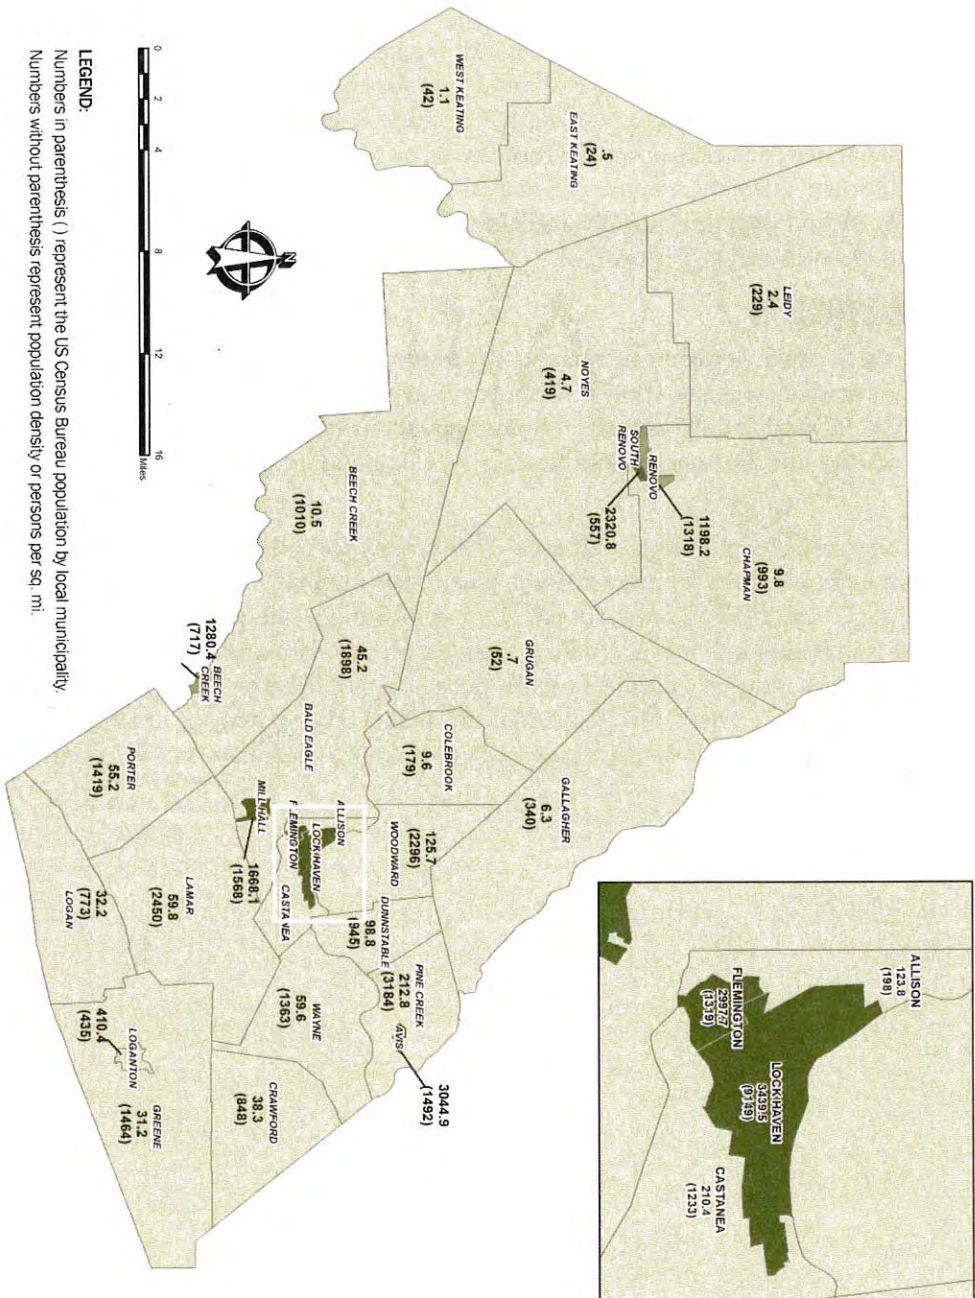 WEST KEATING
1.1
(42)
EAST KEATING
.5
(24)
LEIDY
2.4
(229)
NOYES
4.7
(419)
SOUTH
RENOVO
RENOVO
1198.2
(1318)
2320.8
(557)
CHAPMAN
9.8
(993)
BEECH CREEK
10.5
(1010)
GRUGAN
.7
(52)
45.2
(1898)
BALD EAGLE
COLEBROOK
9.6
(179)
GALLAGHER
6.3
(340)
BEECH
CREEK
1280.4
(717)
PORTER
55.2
(1419)
MILL HALL
1668.1
(1568)
FLEMINGTON
ALLISON
LOCK HAVEN
CASTANEA
125.7
(2296)
WOODWARD
DUNNSTABLE
98.8
(945)
PINE CREEK
212.8
(3184)
AVIS
3044.9
(1492)
WAYNE
59.6
(1363)
LAMAR
59.8
(2450)
LOGAN
32.2
(773)
LOGANTON
410.4
(435)
CRAWFORD
38.3
(848)
GREENE
31.2
(1464)
ALLISON
123.8
(198)
FLEMINGTON
2997.7
(1319)
LOCK HAVEN
3439.5
(9149)
CASTANEA
210.4
(1233)
N
0 2 4 8 12 16
Miles
LEGEND:
Numbers in parenthesis ( ) represent the US Census Bureau population by local municipality.
Numbers without parenthesis represent population density or persons per sq. mi.